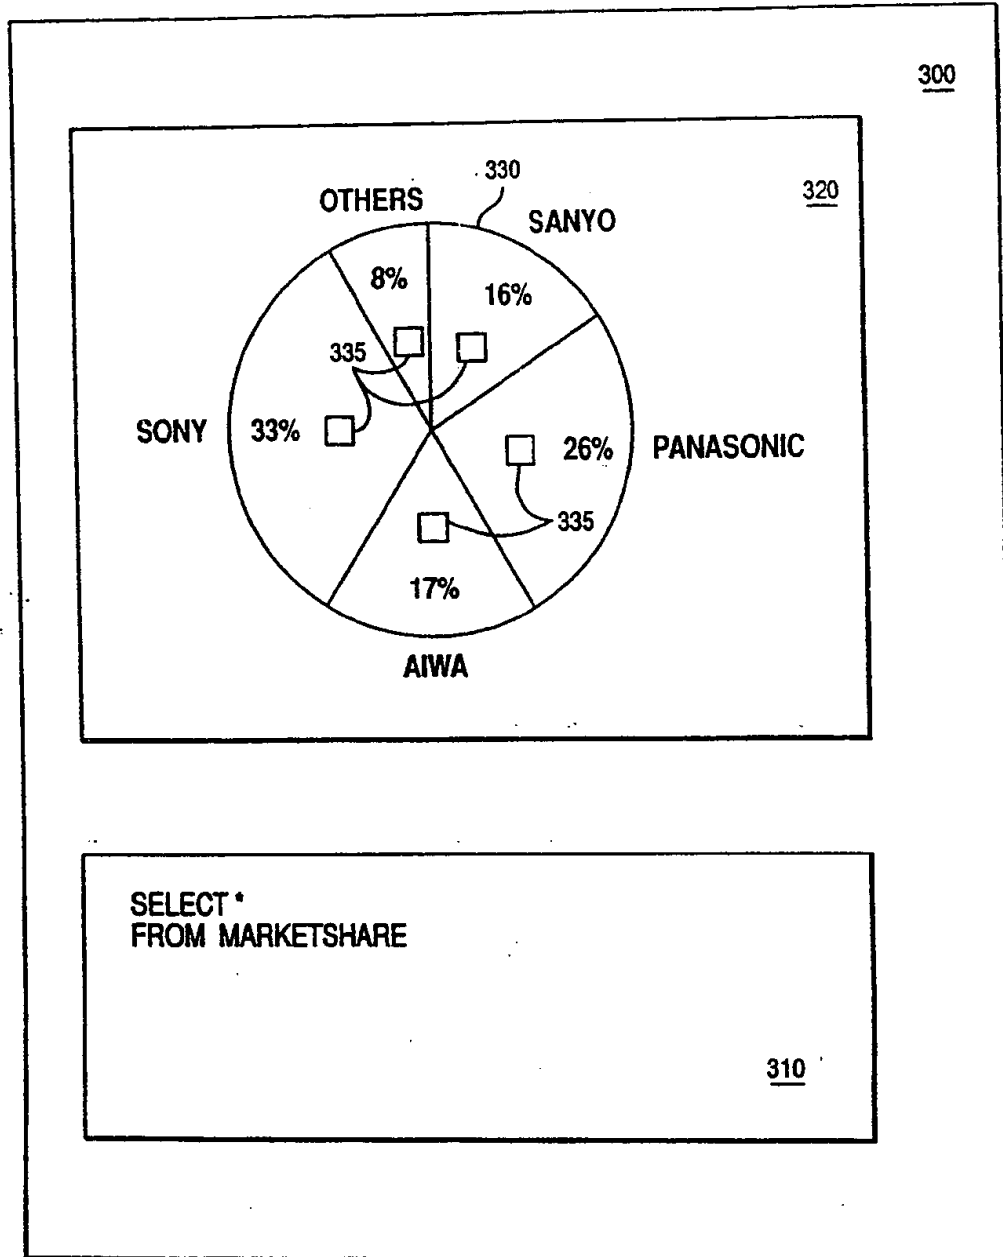 300
330
320
OTHERS
SANYO
8%
16%
335
SONY
33%
26%
PANASONIC
335
17%
AIWA
SELECT *
FROM MARKETSHARE
310